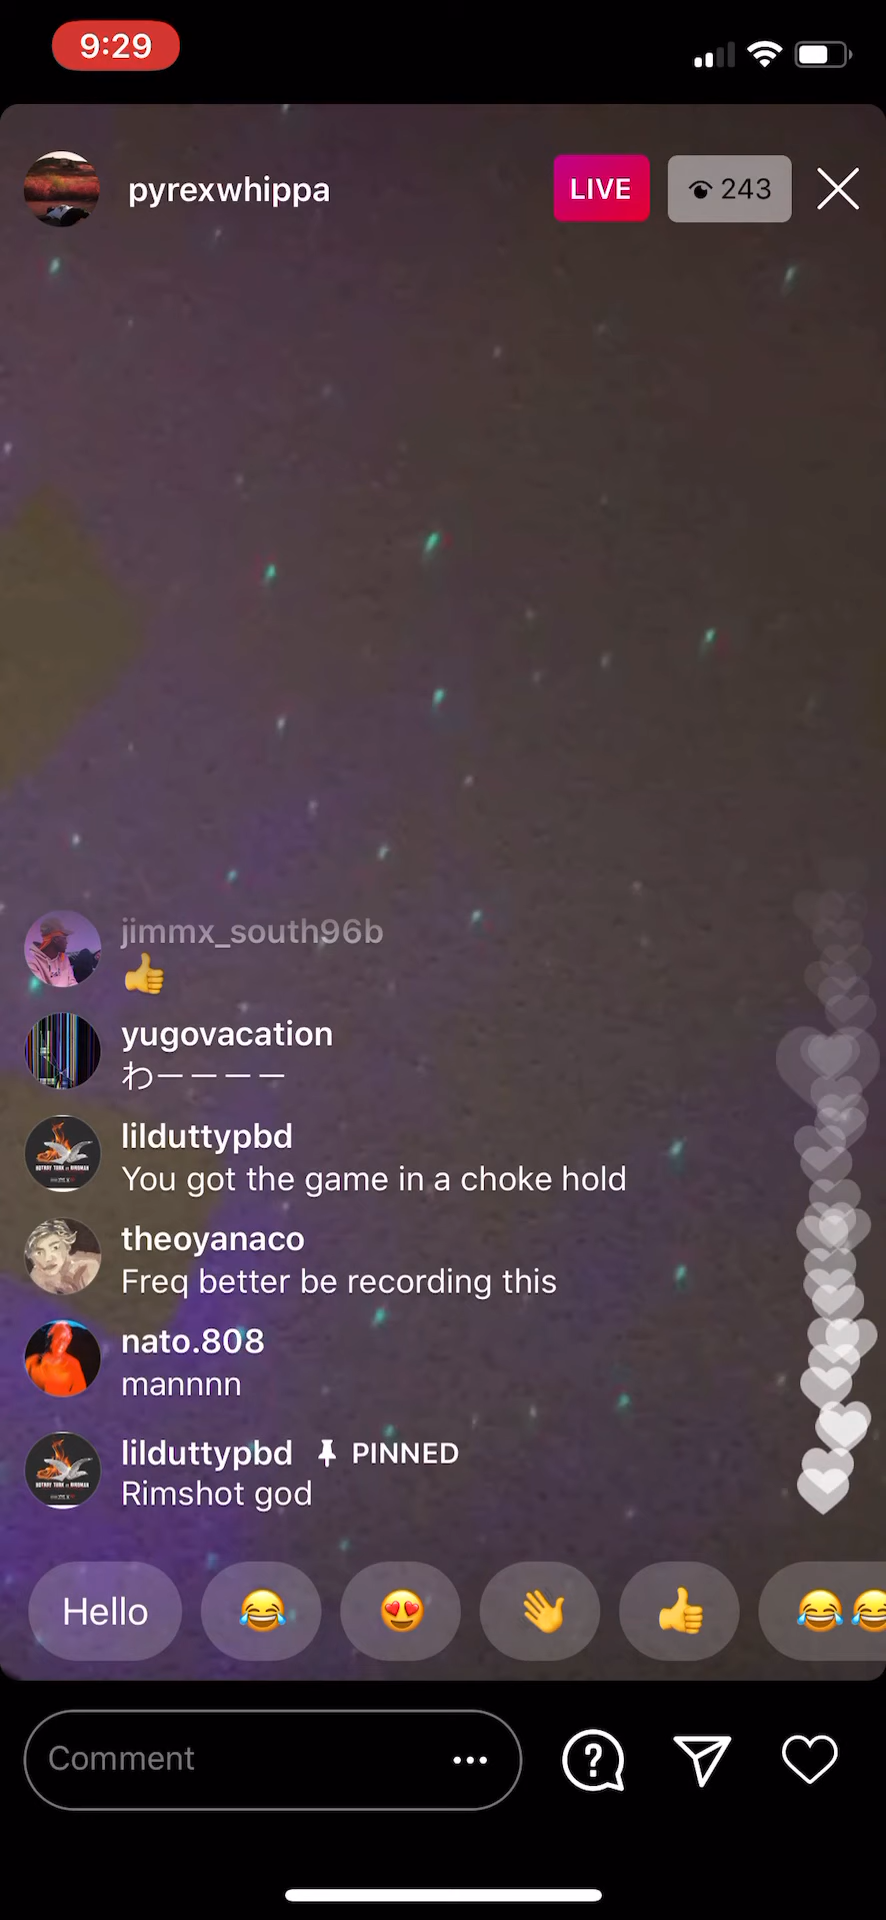 9:29
pyrexwhippa
LIVE
243
jimmx_south96b
👍
yugovacation
わーーーー
lilduttypbd
You got the game in a choke hold
theoyanaco
Freq better be recording this
nato.808
mannnn
lilduttypbd PINNED
Rimshot god
Hello 😂 😍 👋 👍 😂😂
Comment